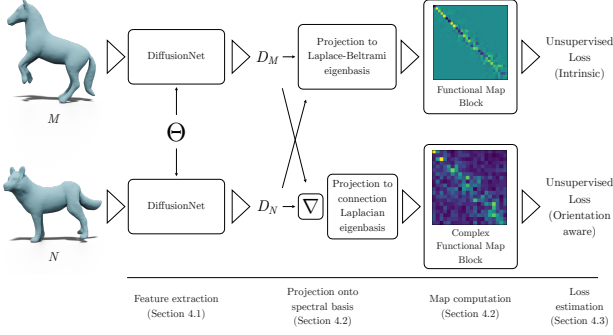 DiffusionNet
D_M
Projection to
Laplace-Beltrami
eigenbasis
Functional Map
Block
Unsupervised
Loss
(Intrinsic)
M
Θ
DiffusionNet
D_N
∇
Projection to
connection
Laplacian
eigenbasis
Complex
Functional Map
Block
Unsupervised
Loss
(Orientation
aware)
N
Feature extraction
(Section 4.1)
Projection onto
spectral basis
(Section 4.2)
Map computation
(Section 4.2)
Loss
estimation
(Section 4.3)